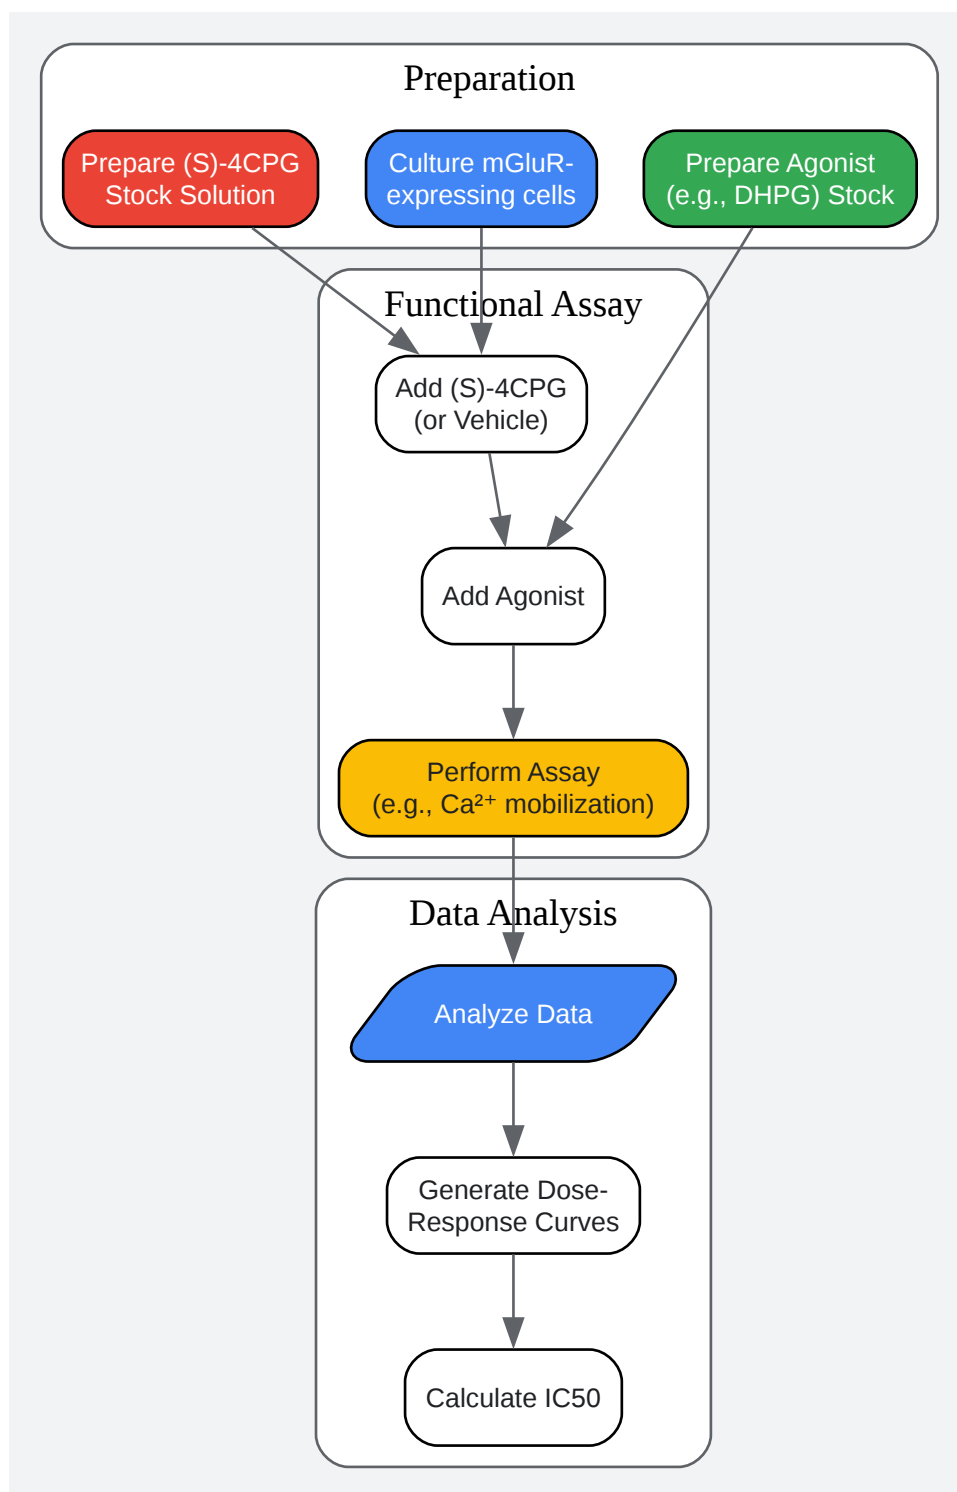 Preparation
Prepare (S)-4CPG
Stock Solution
Culture mGluR-
expressing cells
Prepare Agonist
(e.g., DHPG) Stock
Functional Assay
Add (S)-4CPG
(or Vehicle)
Add Agonist
Perform Assay
(e.g., Ca²⁺ mobilization)
Data Analysis
Analyze Data
Generate Dose-
Response Curves
Calculate IC50